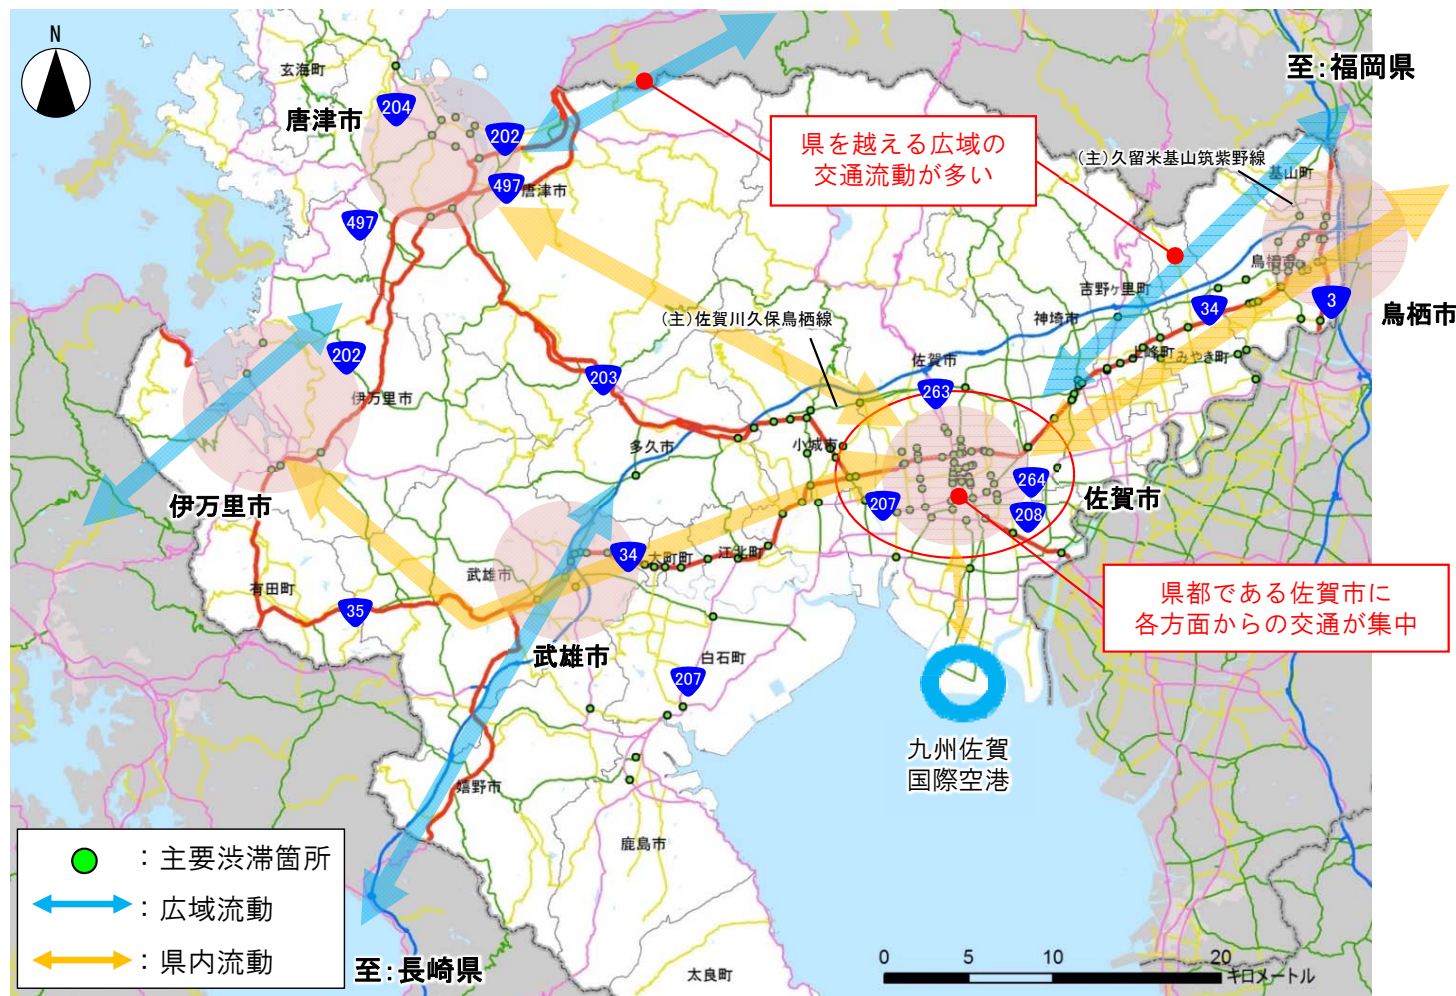 N
玄海町
唐津市
204
202
497
唐津市
497
県を越える広域の
交通流動が多い
至：福岡県
(主)久留米基山筑紫野線
基山町
鳥栖市
吉野ヶ里町
34
3
鳥栖市
神埼市
上峰町
みやき町
(主)佐賀川久保鳥栖線
佐賀市
263
202
伊万里市
203
多久市
小城市
伊万里市
264
佐賀市
207
208
34
大町町
江北町
武雄市
有田町
35
武雄市
白石町
207
県都である佐賀市に
各方面からの交通が集中
九州佐賀
国際空港
嬉野市
鹿島市
太良町
：主要渋滞箇所
：広域流動
：県内流動
至：長崎県
0 5 10 20
キロメートル